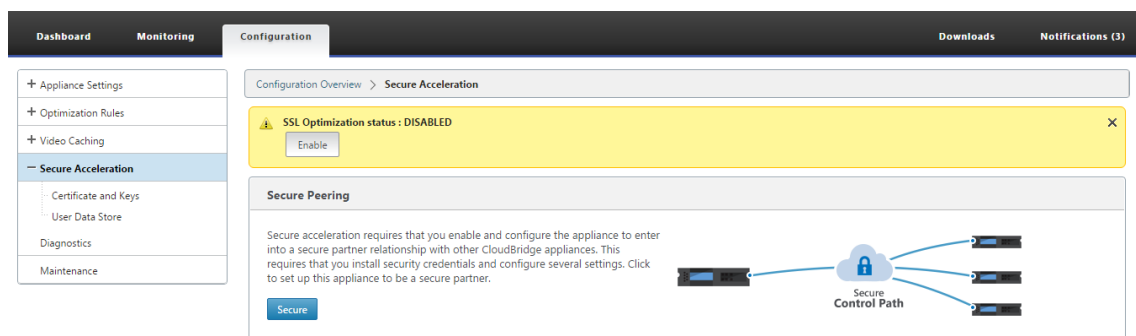 Dashboard Monitoring Configuration Downloads Notifications (3)
+ Appliance Settings
+ Optimization Rules
+ Video Caching
− Secure Acceleration
Certificate and Keys
User Data Store
Diagnostics
Maintenance
Configuration Overview > Secure Acceleration
SSL Optimization status : DISABLED
Enable
Secure Peering
Secure acceleration requires that you enable and configure the appliance to enter
into a secure partner relationship with other CloudBridge appliances. This
requires that you install security credentials and configure several settings. Click
to set up this appliance to be a secure partner.
Secure
Secure
Control Path